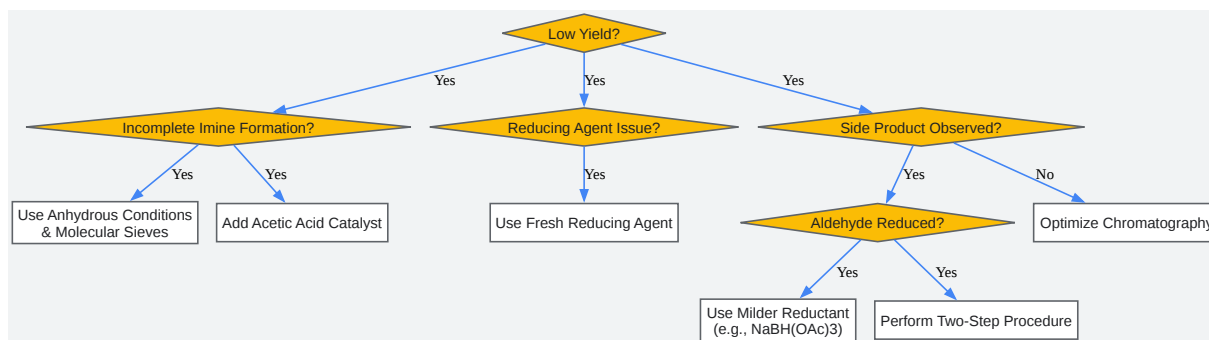 Low Yield?
Yes
Yes
Yes
Incomplete Imine Formation?
Reducing Agent Issue?
Side Product Observed?
Yes
Yes
Yes
Yes
No
Use Anhydrous Conditions
& Molecular Sieves
Add Acetic Acid Catalyst
Use Fresh Reducing Agent
Aldehyde Reduced?
Optimize Chromatography
Yes
Yes
Use Milder Reductant
(e.g., NaBH(OAc)3)
Perform Two-Step Procedure